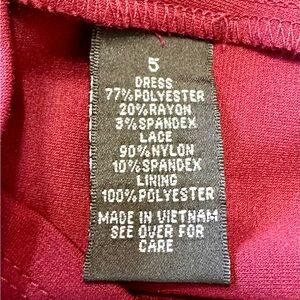 5
DRESS
77%POLYESTER
20%RAYON
3%SPANDEX
LACE
90%NYLON
10%SPANDEX
LINING
100%POLYESTER
MADE IN VIETNAM
SEE OVER FOR
CARE